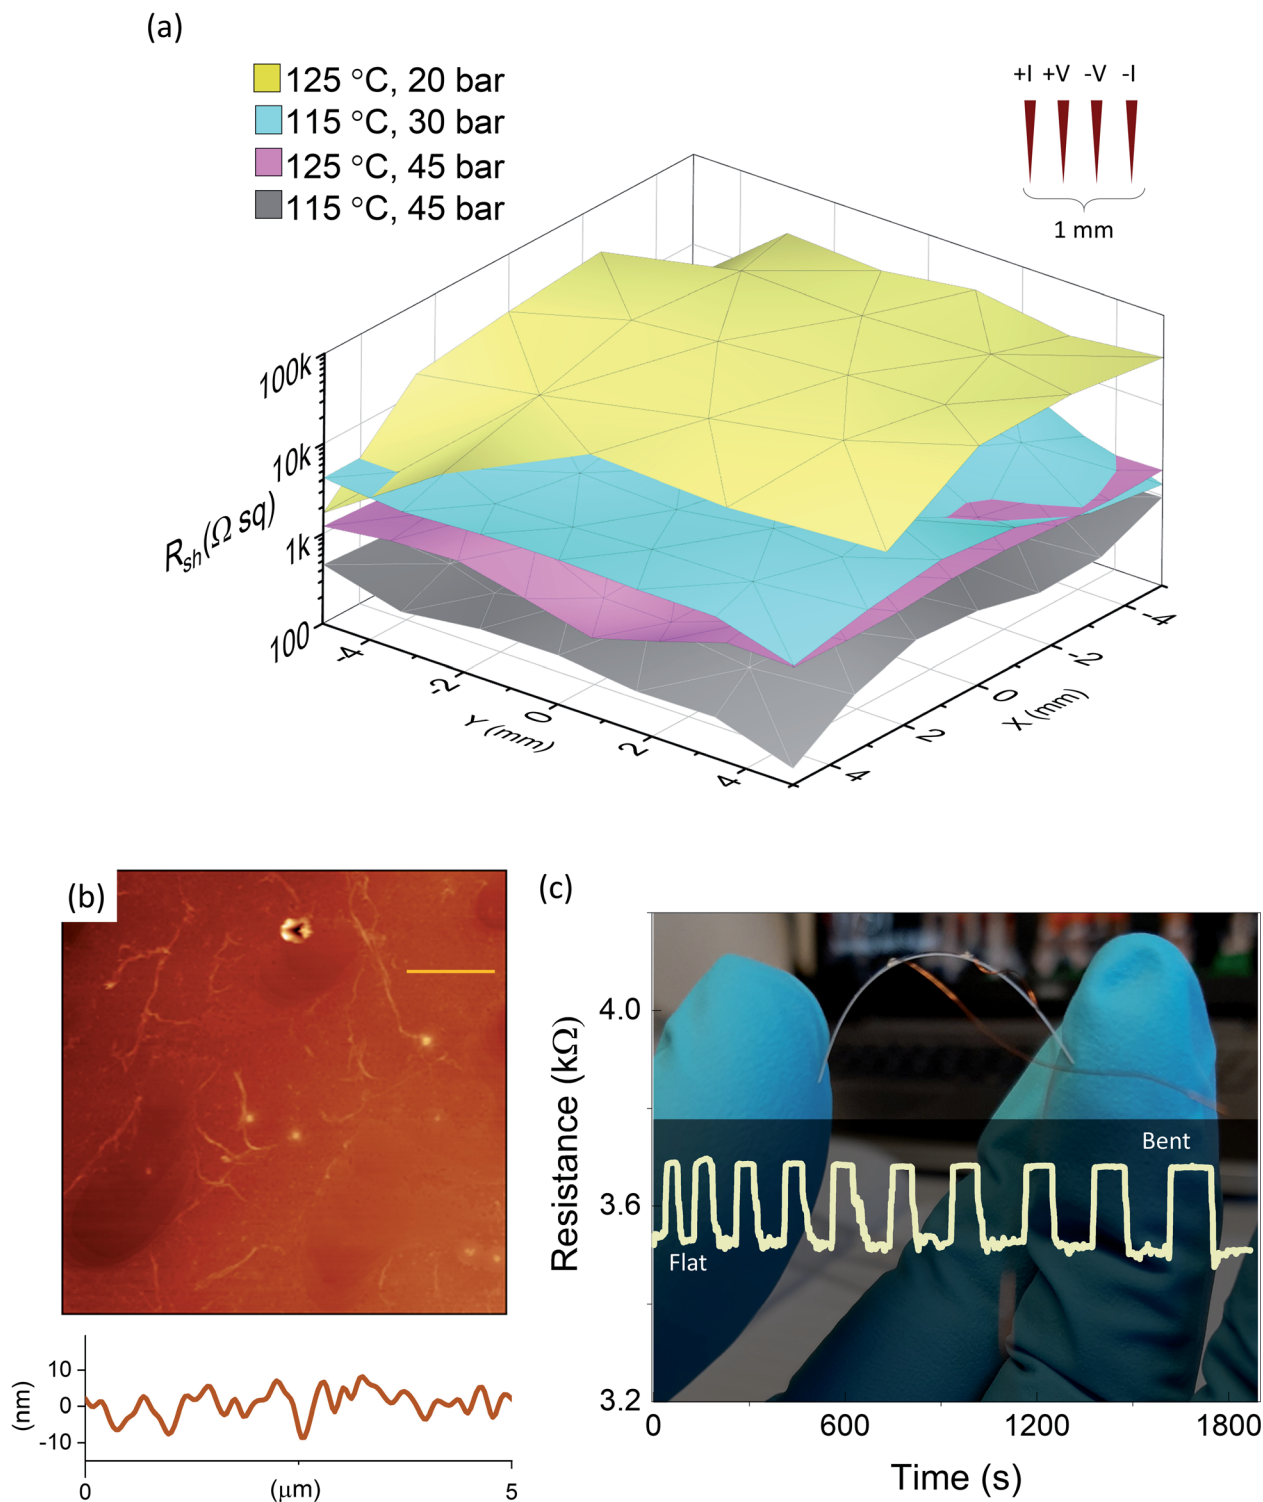 (a)
125 °C, 20 bar
115 °C, 30 bar
125 °C, 45 bar
115 °C, 45 bar
+I +V -V -I
1 mm
100k
10k
1k
100
Rsh(Ω sq)
-4
-2
0
2
4
Y (mm)
-4
-2
0
2
4
X (mm)
(b)
10
0
-10
(nm)
0
5
(μm)
(c)
4.0
3.6
3.2
Resistance (kΩ)
Bent
Flat
0
600
1200
1800
Time (s)